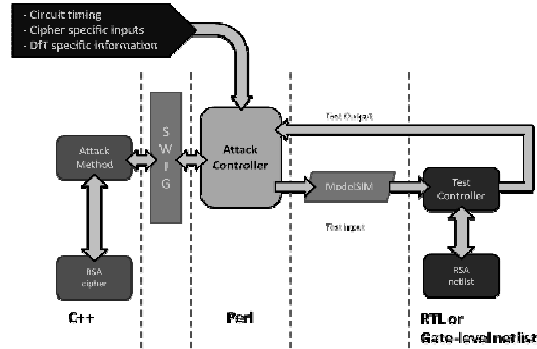 - Circuit timing
- Cipher specific inputs
- DfT specific information
S
W
I
G
Attack
Controller
Test Output
Attack
Method
ModelSIM
Test
Controller
Test input
RSA
cipher
RSA
netlist
C++
Perl
RTL or
Gate-level netlist